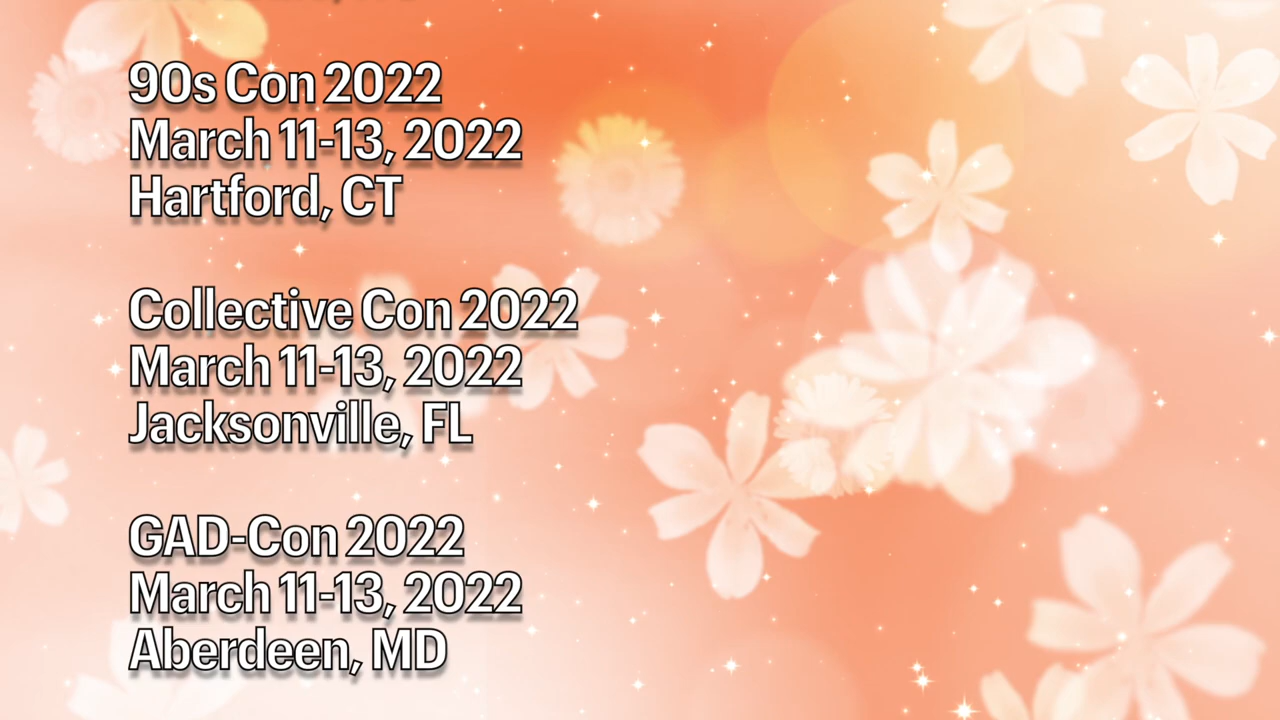 90s Con 2022
March 11-13, 2022
Hartford, CT
Collective Con 2022
March 11-13, 2022
Jacksonville, FL
GAD-Con 2022
March 11-13, 2022
Aberdeen, MD